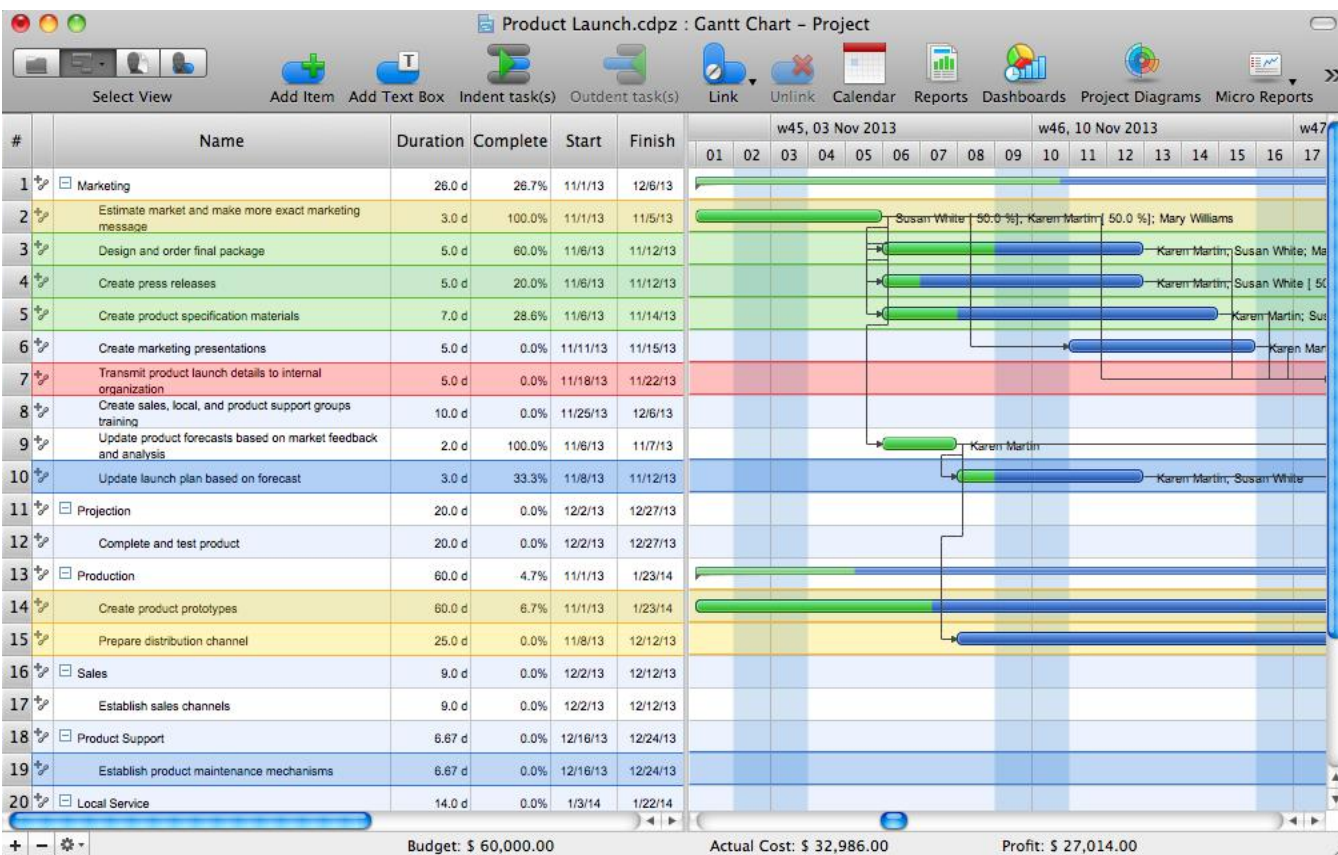 Product Launch.cdpz : Gantt Chart – Project
Select View Add Item Add Text Box Indent task(s) Outdent task(s) Link Unlink Calendar Reports Dashboards Project Diagrams Micro Reports
# Name Duration Complete Start Finish
w45, 03 Nov 2013 w46, 10 Nov 2013 w47
01 02 03 04 05 06 07 08 09 10 11 12 13 14 15 16 17
1 Marketing 26.0 d 26.7% 11/1/13 12/6/13
2 Estimate market and make more exact marketing
message 3.0 d 100.0% 11/1/13 11/5/13 Susan White [ 50.0 %]; Karen Martin [ 50.0 %]; Mary Williams
3 Design and order final package 5.0 d 60.0% 11/6/13 11/12/13 Karen Martin; Susan White; Ma
4 Create press releases 5.0 d 20.0% 11/6/13 11/12/13 Karen Martin; Susan White [ 50
5 Create product specification materials 7.0 d 28.6% 11/6/13 11/14/13 Karen Martin; Sus
6 Create marketing presentations 5.0 d 0.0% 11/11/13 11/15/13 Karen Mar
7 Transmit product launch details to internal
organization 5.0 d 0.0% 11/18/13 11/22/13
8 Create sales, local, and product support groups
training 10.0 d 0.0% 11/25/13 12/6/13
9 Update product forecasts based on market feedback
and analysis 2.0 d 100.0% 11/6/13 11/7/13 Karen Martin
10 Update launch plan based on forecast 3.0 d 33.3% 11/8/13 11/12/13 Karen Martin; Susan White
11 Projection 20.0 d 0.0% 12/2/13 12/27/13
12 Complete and test product 20.0 d 0.0% 12/2/13 12/27/13
13 Production 60.0 d 4.7% 11/1/13 1/23/14
14 Create product prototypes 60.0 d 6.7% 11/1/13 1/23/14
15 Prepare distribution channel 25.0 d 0.0% 11/8/13 12/12/13
16 Sales 9.0 d 0.0% 12/2/13 12/12/13
17 Establish sales channels 9.0 d 0.0% 12/2/13 12/12/13
18 Product Support 6.67 d 0.0% 12/16/13 12/24/13
19 Establish product maintenance mechanisms 6.67 d 0.0% 12/16/13 12/24/13
20 Local Service 14.0 d 0.0% 1/3/14 1/22/14
Budget: $ 60,000.00 Actual Cost: $ 32,986.00 Profit: $ 27,014.00